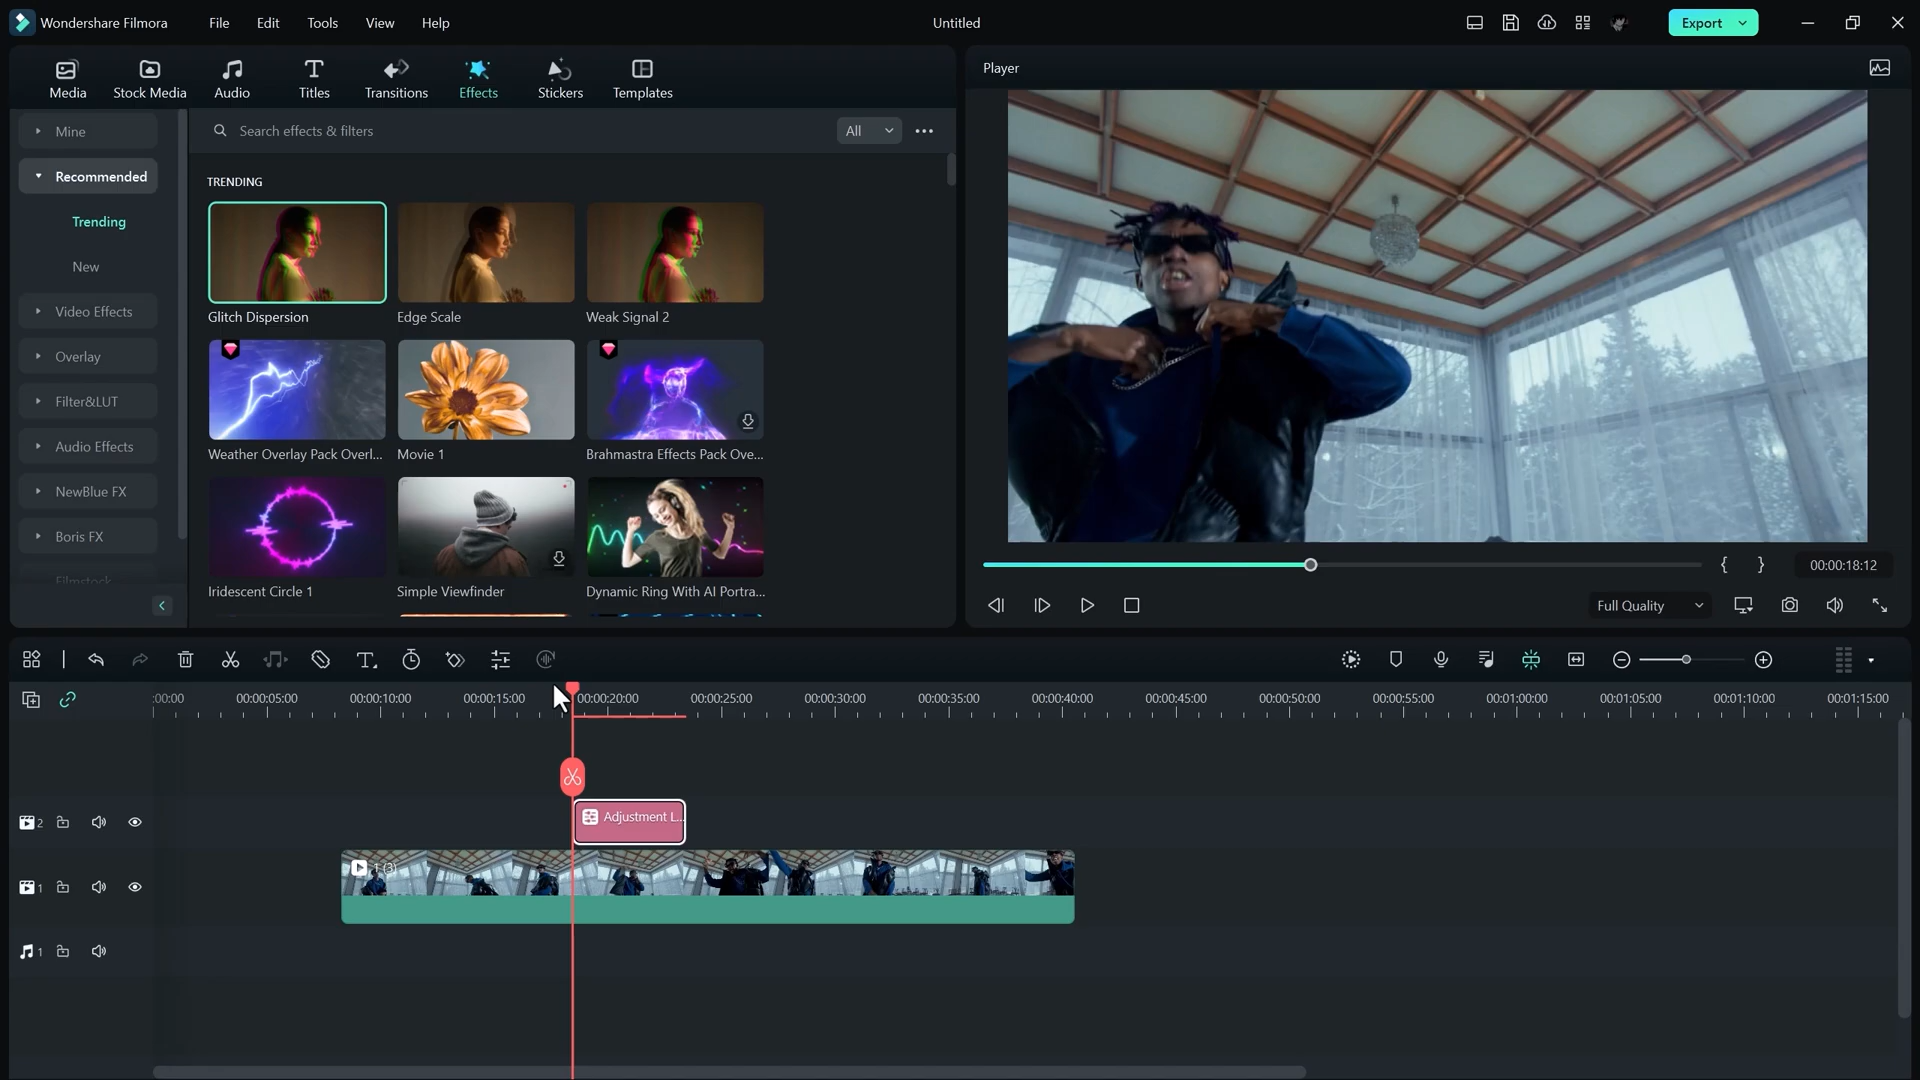 Wondershare Filmora
File
Edit
Tools
View
Help
Untitled
Export
Media
Stock Media
Audio
Titles
Transitions
Effects
Stickers
Templates
Player
Mine
Recommended
Trending
New
Video Effects
Overlay
Filter&LUT
Audio Effects
NewBlue FX
Boris FX
Filmstock
Search effects & filters
All
TRENDING
Glitch Dispersion
Edge Scale
Weak Signal 2
Weather Overlay Pack Overl...
Movie 1
Brahmastra Effects Pack Ove...
Iridescent Circle 1
Simple Viewfinder
Dynamic Ring With AI Portra...
{ }
00:00:18:12
Full Quality
:00:00
00:00:05:00
00:00:10:00
00:00:15:00
00:00:20:00
00:00:25:00
00:00:30:00
00:00:35:00
00:00:40:00
00:00:45:00
00:00:50:00
00:00:55:00
00:01:00:00
00:01:05:00
00:01:10:00
00:01:15:00
2
Adjustment L...
1
1 (3)
1